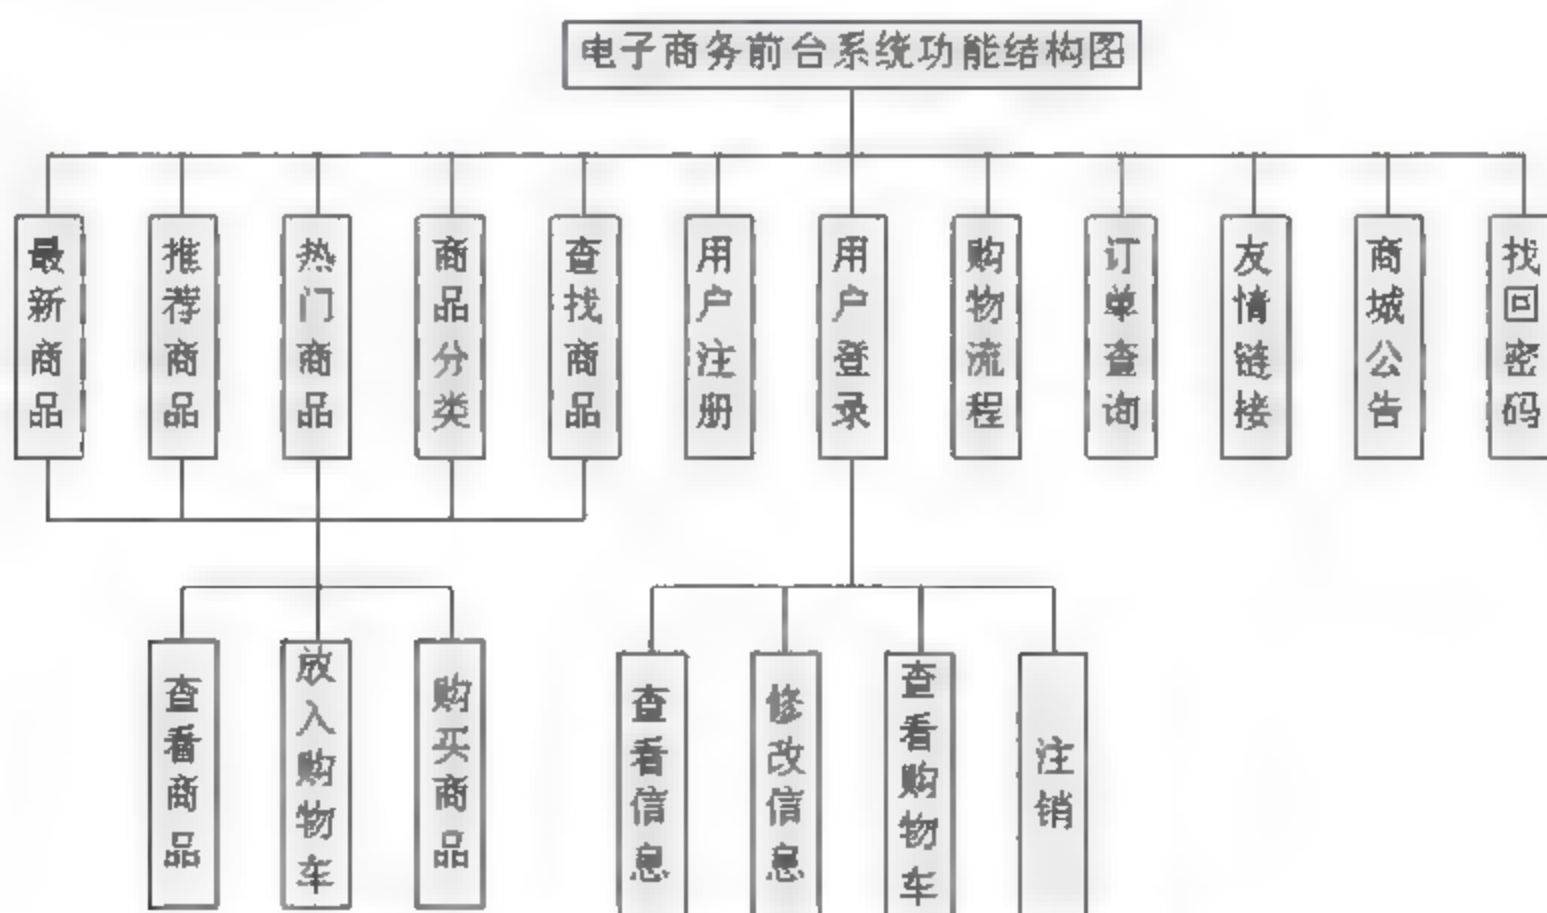 电子商务前台系统功能结构图
最新商品
推荐商品
热门商品
商品分类
查找商品
用户注册
用户登录
购物流程
订单查询
友情链接
商城公告
找回密码
查看商品
放入购物车
购买商品
查看信息
修改信息
查看购物车
注销